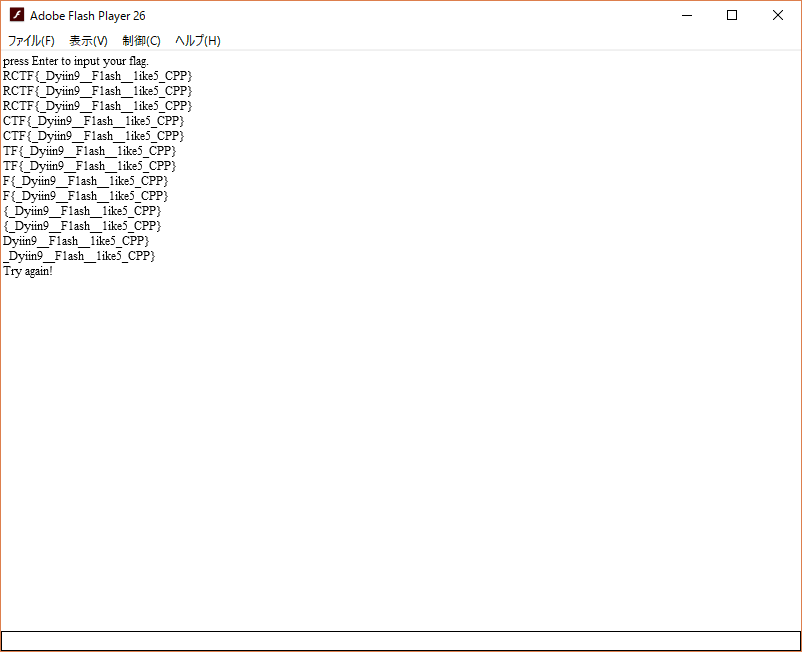 Adobe Flash Player 26
ファイル(F) 表示(V) 制御(C) ヘルプ(H)
press Enter to input your flag.
RCTF{_Dyiin9__F1ash__1ike5_CPP}
RCTF{_Dyiin9__F1ash__1ike5_CPP}
RCTF{_Dyiin9__F1ash__1ike5_CPP}
CTF{_Dyiin9__F1ash__1ike5_CPP}
CTF{_Dyiin9__F1ash__1ike5_CPP}
TF{_Dyiin9__F1ash__1ike5_CPP}
TF{_Dyiin9__F1ash__1ike5_CPP}
F{_Dyiin9__F1ash__1ike5_CPP}
F{_Dyiin9__F1ash__1ike5_CPP}
{_Dyiin9__F1ash__1ike5_CPP}
{_Dyiin9__F1ash__1ike5_CPP}
Dyiin9__F1ash__1ike5_CPP}
_Dyiin9__F1ash__1ike5_CPP}
Try again!